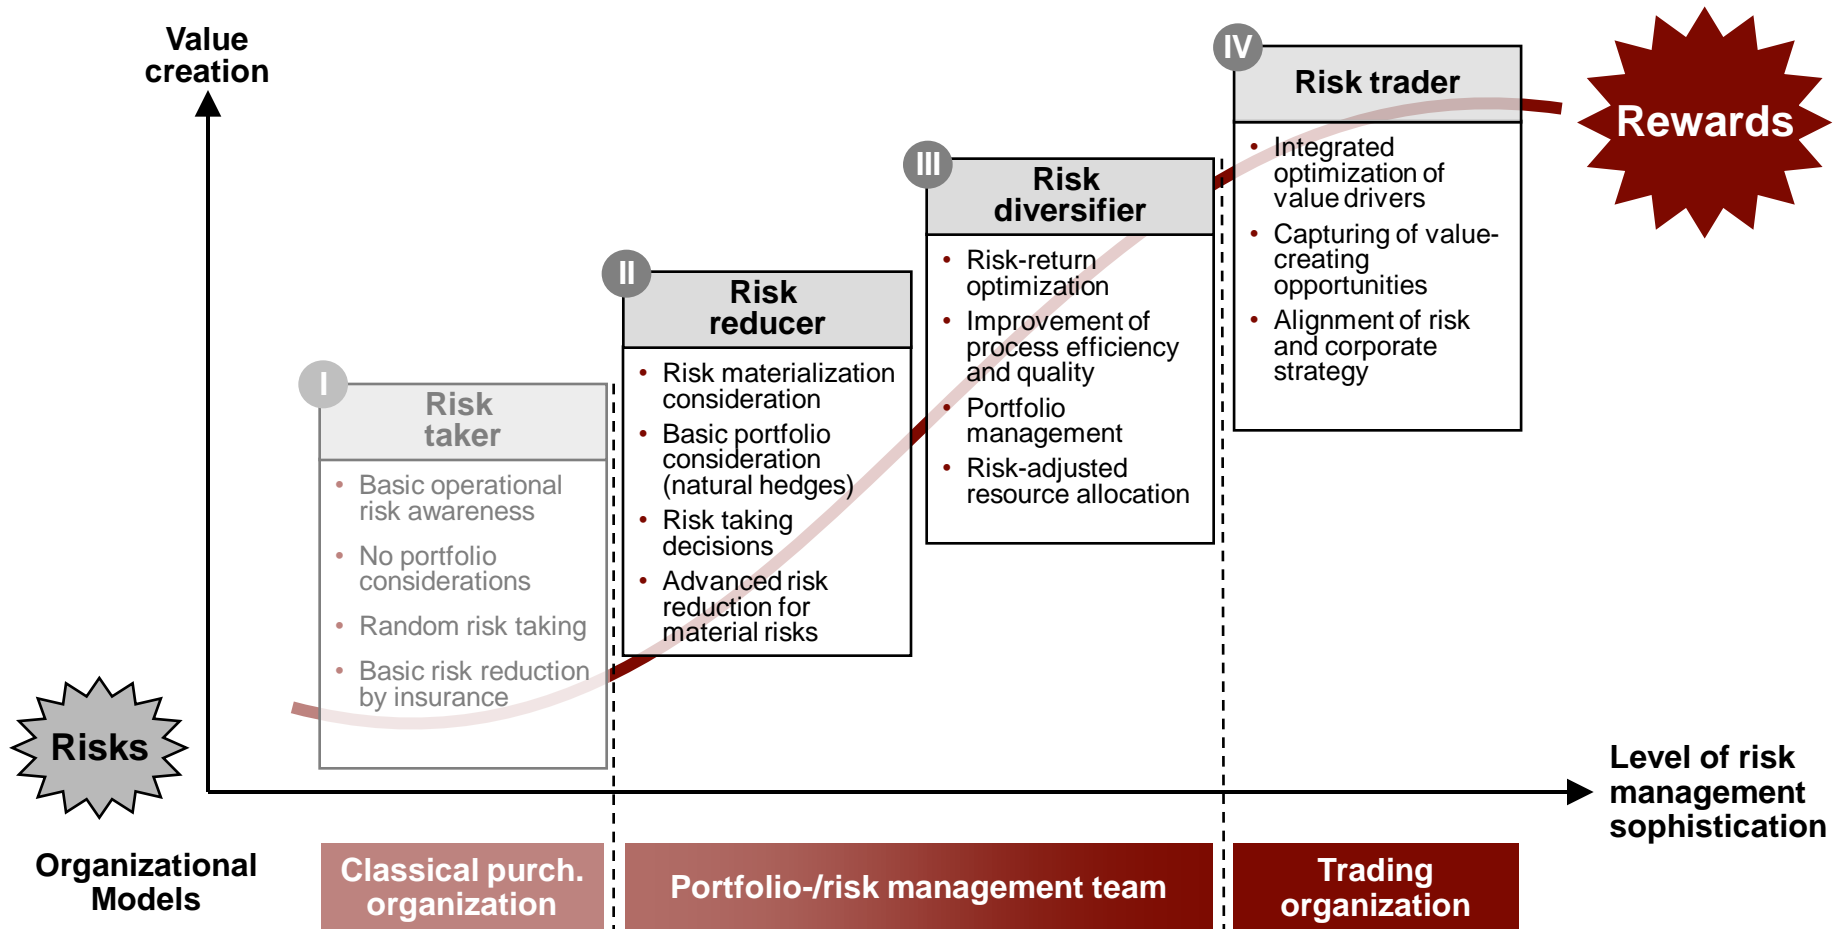 Value
creation
I
Risk
taker
• Basic operational
risk awareness
• No portfolio
considerations
• Random risk taking
• Basic risk reduction
by insurance
II
Risk
reducer
• Risk materialization
consideration
• Basic portfolio
consideration
(natural hedges)
• Risk taking
decisions
• Advanced risk
reduction for
material risks
III
Risk
diversifier
• Risk-return
optimization
• Improvement of
process efficiency
and quality
• Portfolio
management
• Risk-adjusted
resource allocation
IV
Risk trader
• Integrated
optimization of
value drivers
• Capturing of value-
creating
opportunities
• Alignment of risk
and corporate
strategy
Rewards
Risks
Level of risk
management
sophistication
Organizational
Models
Classical purch.
organization
Portfolio-/risk management team
Trading
organization